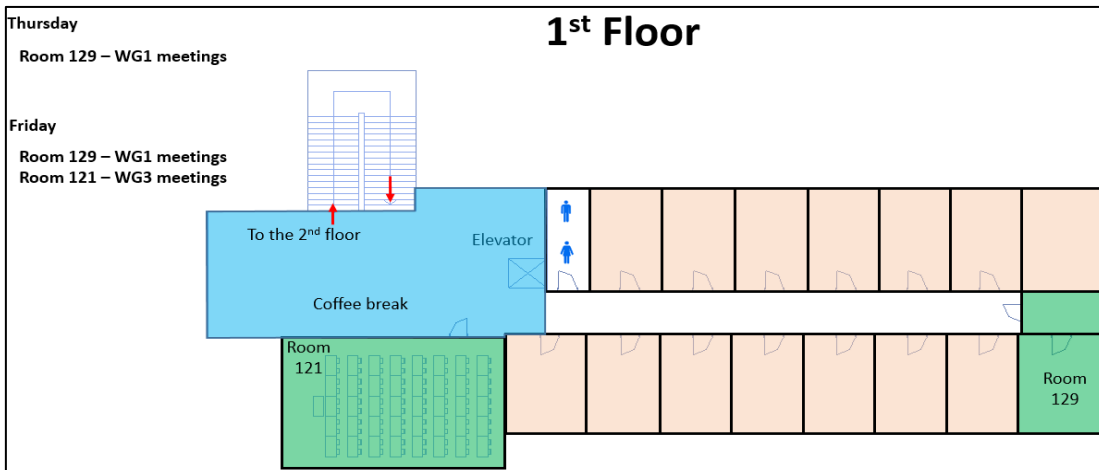 Thursday
1st Floor
Room 129 – WG1 meetings
Friday
Room 129 – WG1 meetings
Room 121 – WG3 meetings
To the 2nd floor
Elevator
Coffee break
Room
121
Room
129